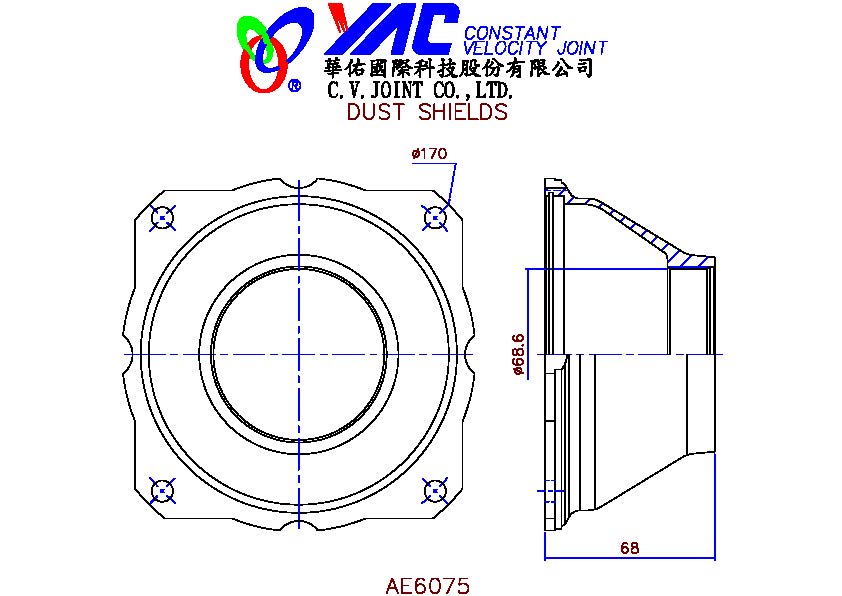 YAC CONSTANT
VELOCITY JOINT
®
華佑國際科技股份有限公司
C.V.JOINT CO.,LTD.
DUST SHIELDS
ø170
ø68.6
68
AE6075